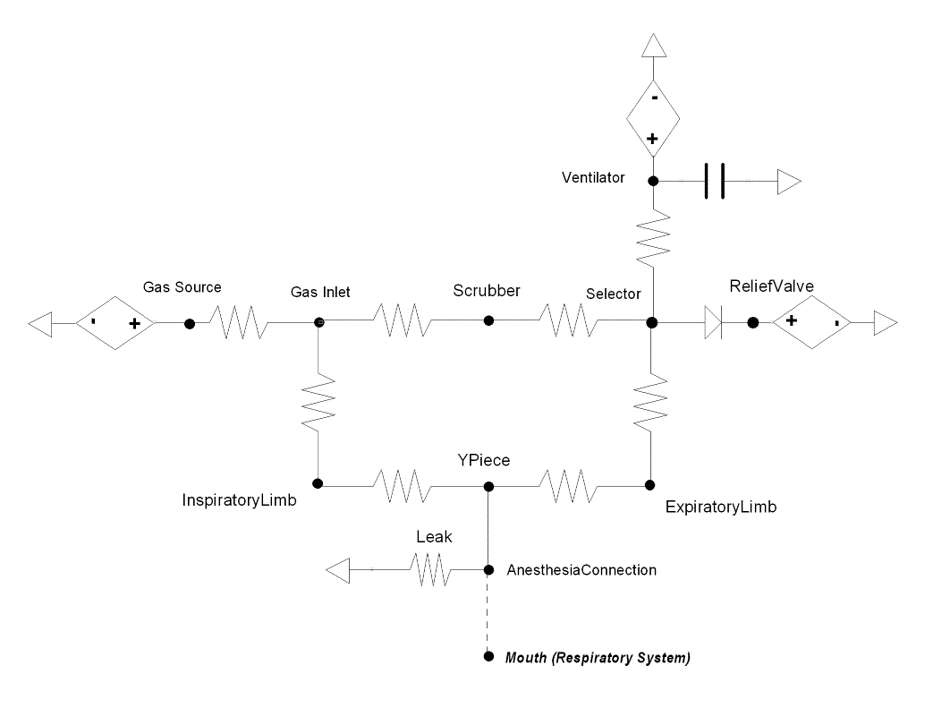 -
+
Ventilator
Gas Source
Gas Inlet
Scrubber
Selector
ReliefValve
- +
+ -
YPiece
InspiratoryLimb
ExpiratoryLimb
Leak
AnesthesiaConnection
Mouth (Respiratory System)